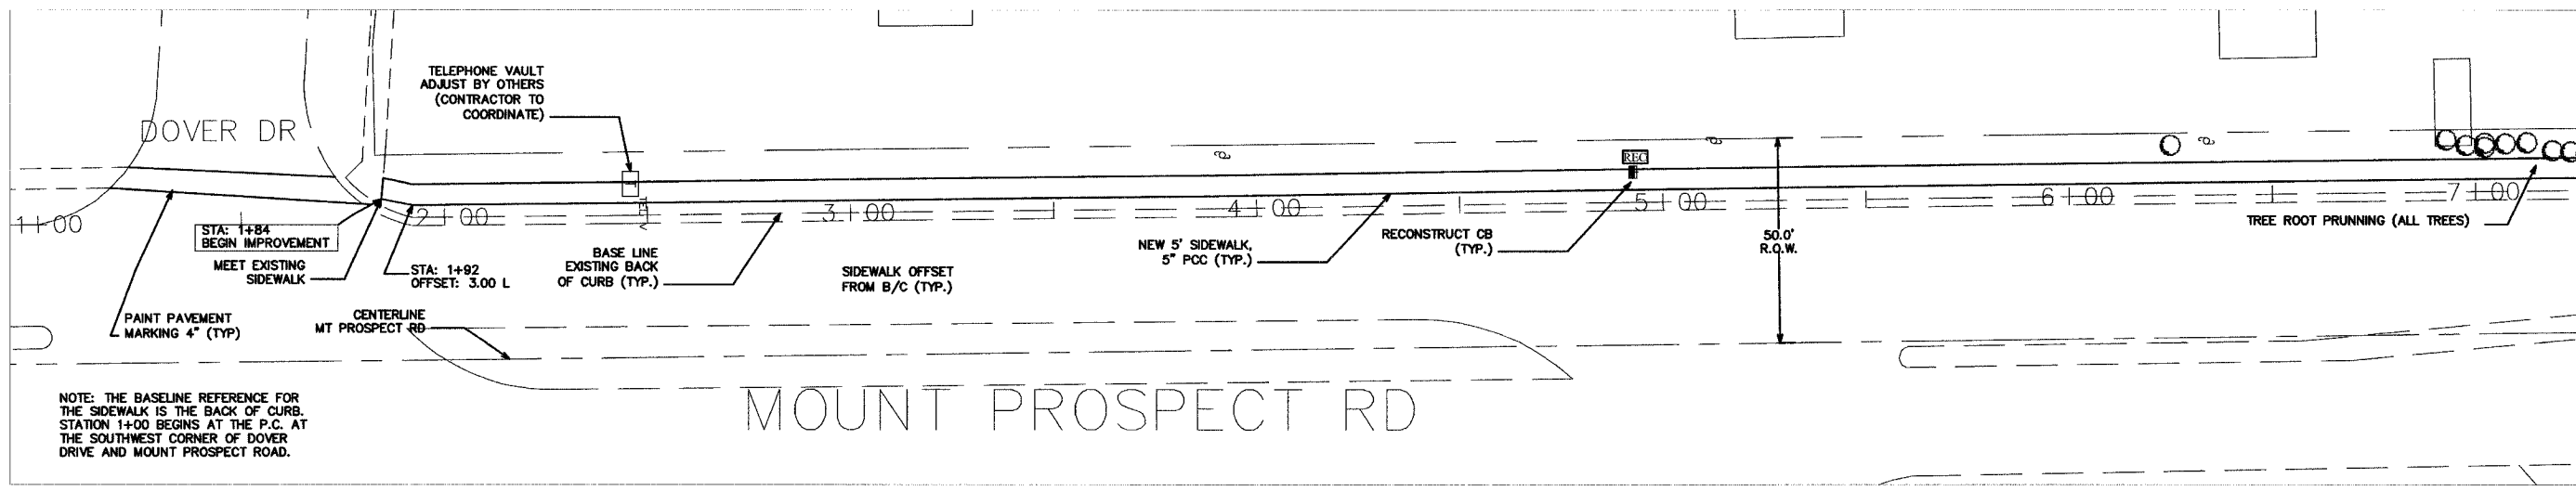 TELEPHONE VAULT
ADJUST BY OTHERS
(CONTRACTOR TO
COORDINATE)
DOVER DR
REC
1+00
2+00
3+00
4+00
5+00
6+00
7+00
STA: 1+84
BEGIN IMPROVEMENT
MEET EXISTING
SIDEWALK
STA: 1+92
OFFSET: 3.00 L
BASE LINE
EXISTING BACK
OF CURB (TYP.)
SIDEWALK OFFSET
FROM B/C (TYP.)
NEW 5' SIDEWALK,
5" PCC (TYP.)
RECONSTRUCT CB
(TYP.)
50.0'
R.O.W.
TREE ROOT PRUNNING (ALL TREES)
PAINT PAVEMENT
MARKING 4" (TYP)
CENTERLINE
MT PROSPECT RD
MOUNT PROSPECT RD
NOTE: THE BASELINE REFERENCE FOR
THE SIDEWALK IS THE BACK OF CURB.
STATION 1+00 BEGINS AT THE P.C. AT
THE SOUTHWEST CORNER OF DOVER
DRIVE AND MOUNT PROSPECT ROAD.